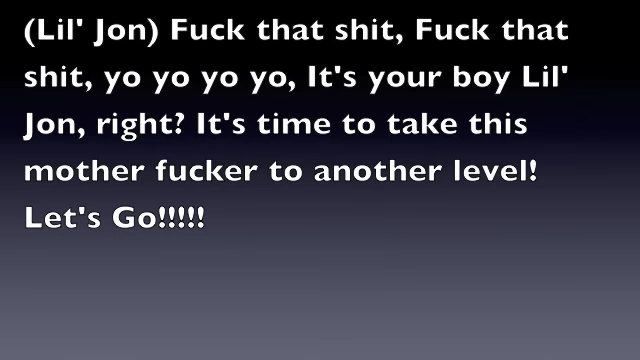 (Lil' Jon) Fuck that shit, Fuck that
shit, yo yo yo yo, It's your boy Lil'
Jon, right? It's time to take this
mother fucker to another level!
Let's Go!!!!!